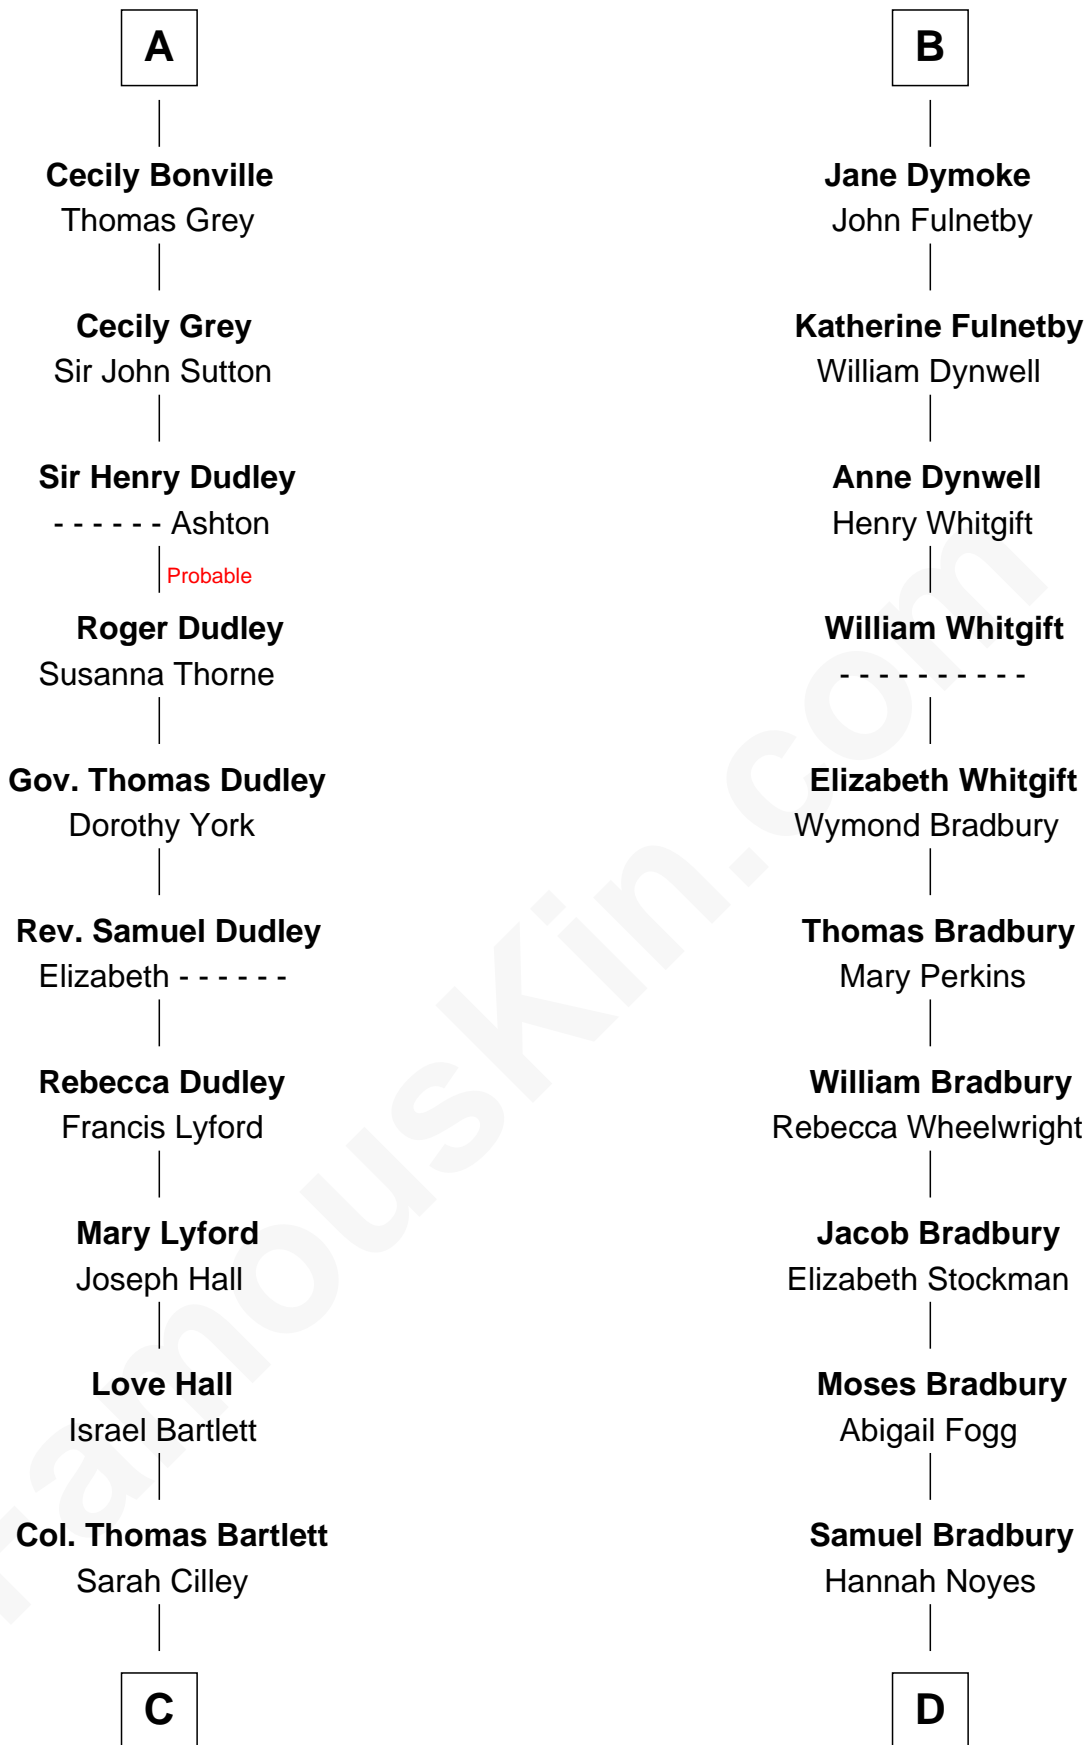 A
Cecily Bonville
Thomas Grey
Cecily Grey
Sir John Sutton
Sir Henry Dudley
- - - - - - Ashton
Probable
Roger Dudley
Susanna Thorne
Gov. Thomas Dudley
Dorothy York
Rev. Samuel Dudley
Elizabeth - - - - - -
Rebecca Dudley
Francis Lyford
Mary Lyford
Joseph Hall
Love Hall
Israel Bartlett
Col. Thomas Bartlett
Sarah Cilley
C
B
Jane Dymoke
John Fulnetby
Katherine Fulnetby
William Dynwell
Anne Dynwell
Henry Whitgift
William Whitgift
- - - - - - - - - -
Elizabeth Whitgift
Wymond Bradbury
Thomas Bradbury
Mary Perkins
William Bradbury
Rebecca Wheelwright
Jacob Bradbury
Elizabeth Stockman
Moses Bradbury
Abigail Fogg
Samuel Bradbury
Hannah Noyes
D
FamousKin.com